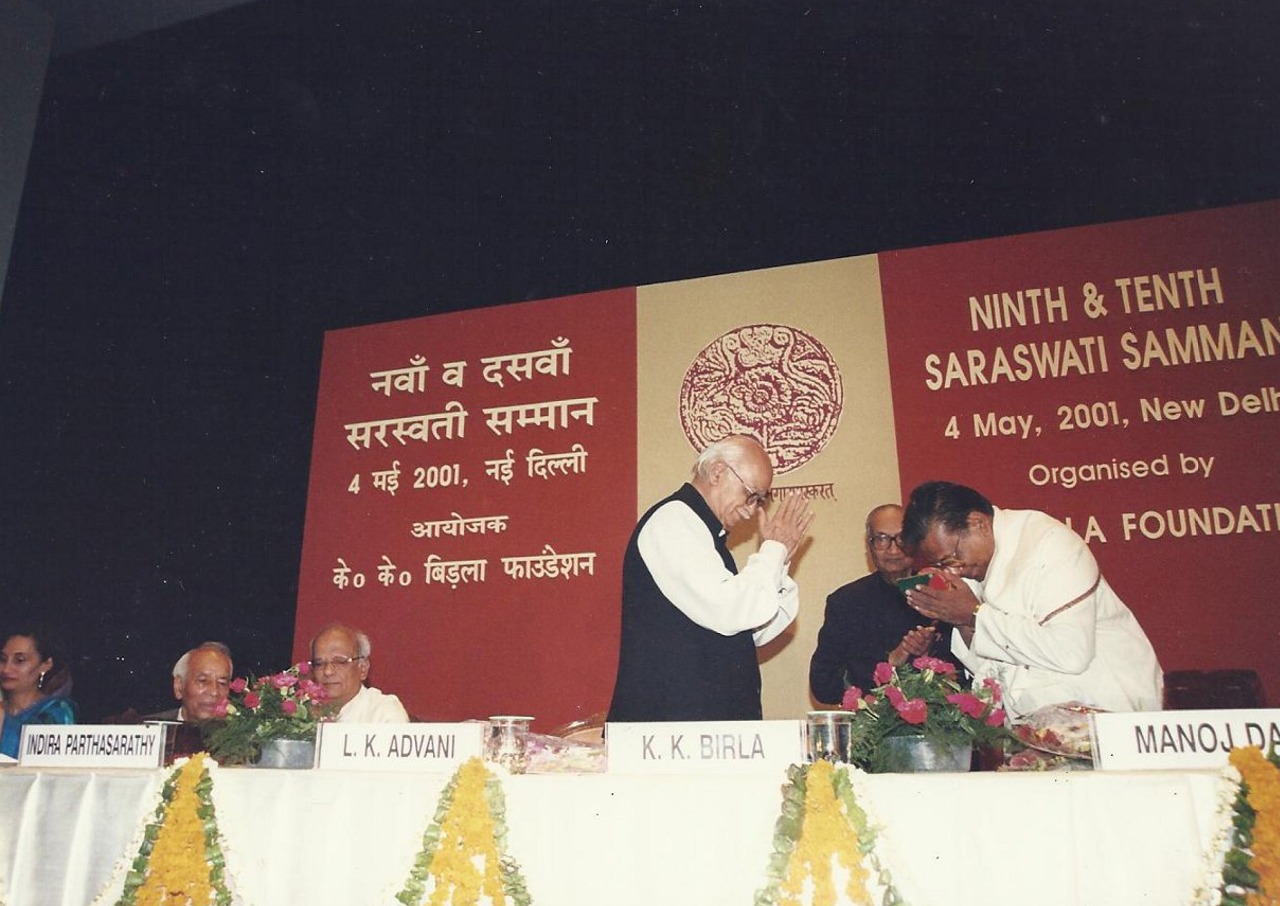 नवाँ व दसवाँ
सरस्वती सम्मान
4 मई 2001, नई दिल्ली
आयोजक
के० के० बिड़ला फाउंडेशन
NINTH & TENTH
SARASWATI SAMMAN
4 May, 2001, New Delh
Organised by
LA FOUNDATI
INDIRA PARTHASARATHY
L. K. ADVANI
K. K. BIRLA
MANOJ DA